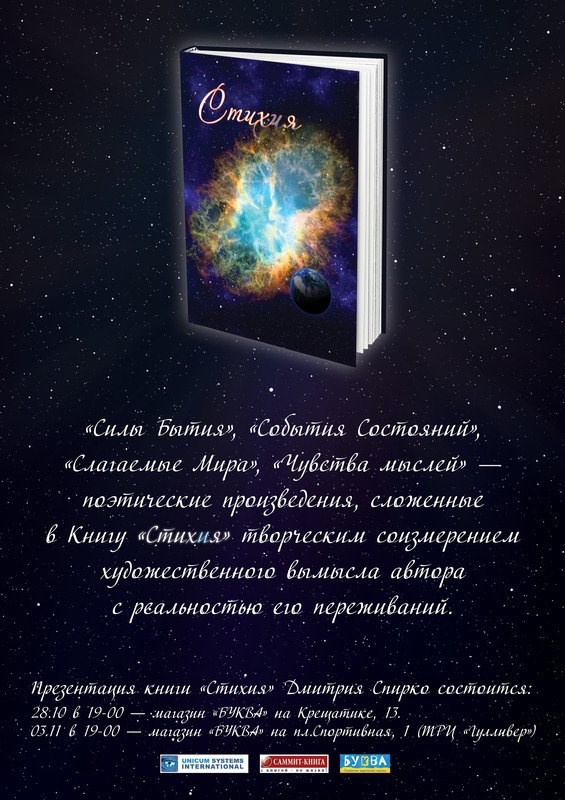 Стихия
«Силы Бытия», «События Состояний»,
«Слагаемые Мира», «Чувства мыслей» —
поэтические произведения, сложенные
в Книгу «Стихия» творческим соизмерением
художественного вымысла автора
с реальностью его переживаний.
Презентация книги «Стихия» Дмитрия Спирко состоится:
28.10 в 19-00 — магазин «БУКВА» на Крещатике, 13.
03.11 в 19-00 — магазин «БУКВА» на пл.Спортивная, 1 (ТРЦ «Гулливер»)
UNICUM SYSTEMS
INTERNATIONAL
САММИТ-КНИГА
БУКВА